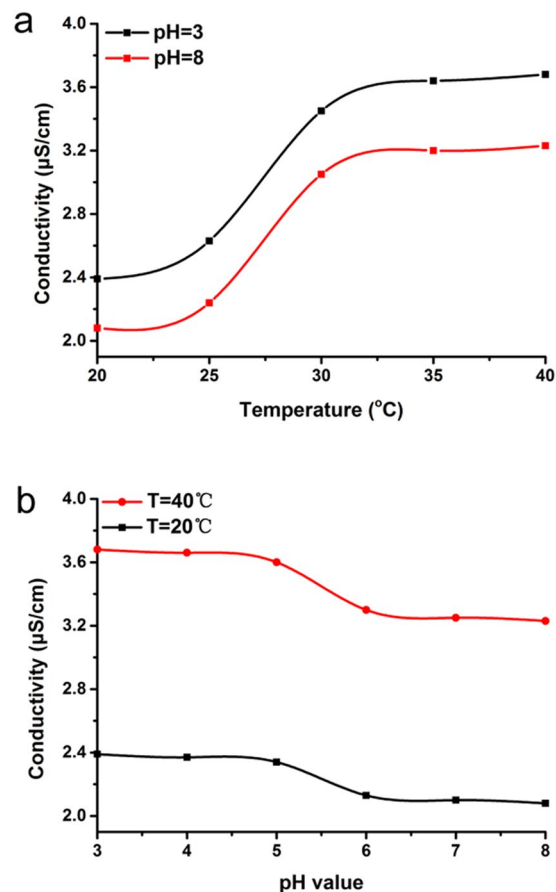 a
pH=3
pH=8
Conductivity (μS/cm)
4.0
3.6
3.2
2.8
2.4
2.0
20 25 30 35 40
Temperature (°C)
b
T=40℃
T=20℃
Conductivity (μS/cm)
4.0
3.6
3.2
2.8
2.4
2.0
3 4 5 6 7 8
pH value